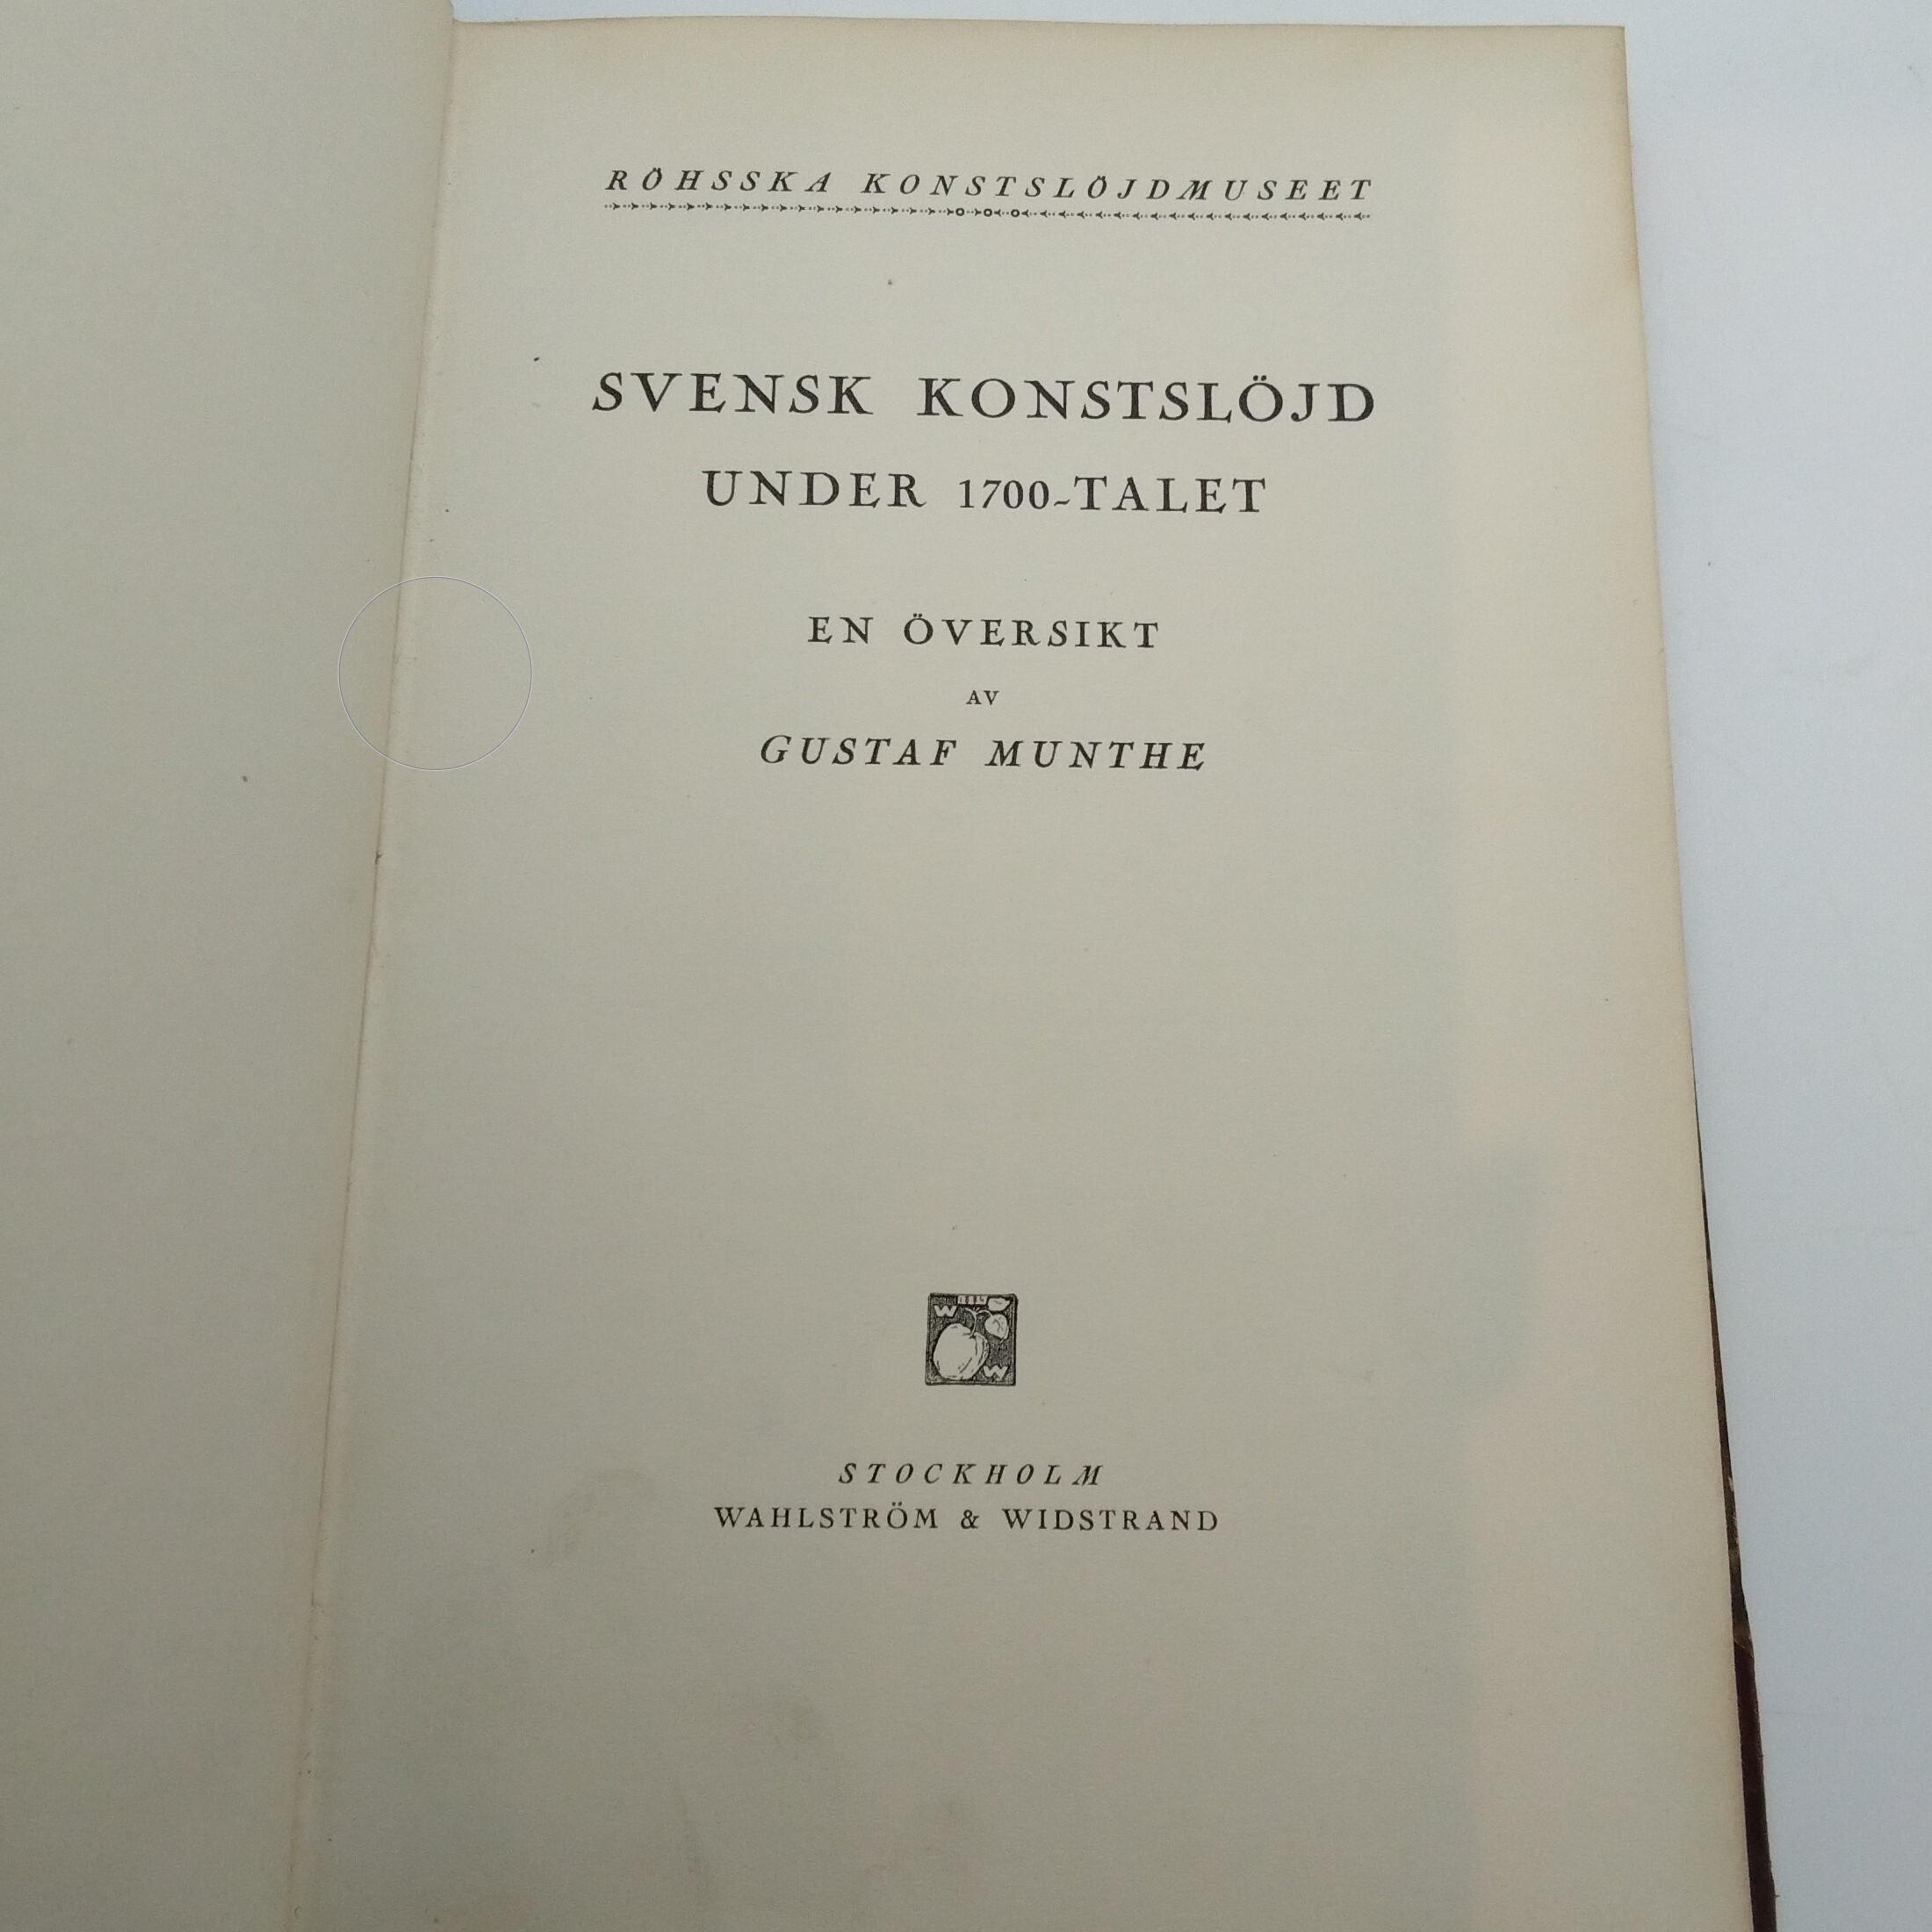 RÖHSSKA KONSTSLÖJDMUSEET
SVENSK KONSTSLÖJD
UNDER 1700-TALET
EN ÖVERSIKT
AV
GUSTAF MUNTHE
W
W
STOCKHOLM
WAHLSTRÖM & WIDSTRAND